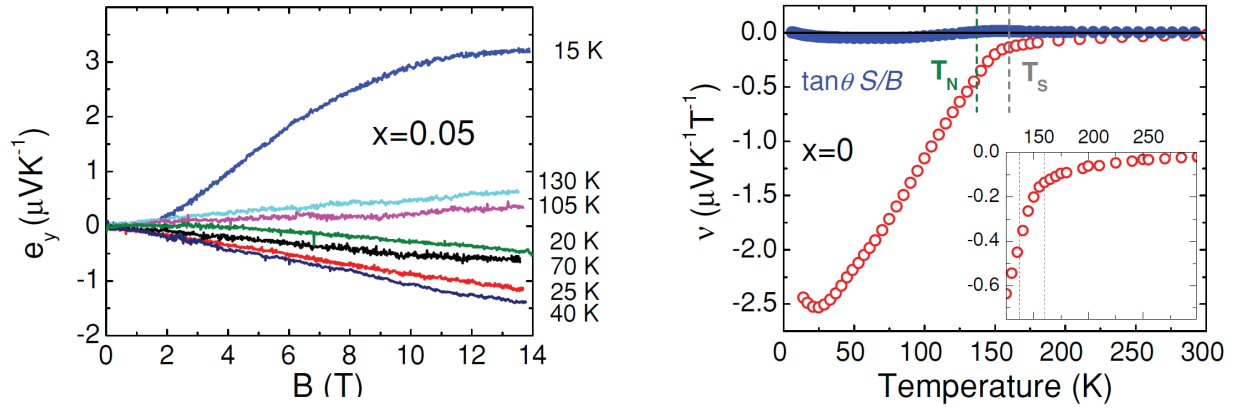 3
2
1
0
-1
-2
e_y (μVK⁻¹)
0 2 4 6 8 10 12 14
B (T)
x=0.05
15 K
130 K
105 K
20 K
70 K
25 K
40 K
0.0
-0.5
-1.0
-1.5
-2.0
-2.5
ν (μVK⁻¹T⁻¹)
0 50 100 150 200 250 300
Temperature (K)
tanθ S/B
T_N
T_S
x=0
150 200 250
0.0
-0.2
-0.4
-0.6